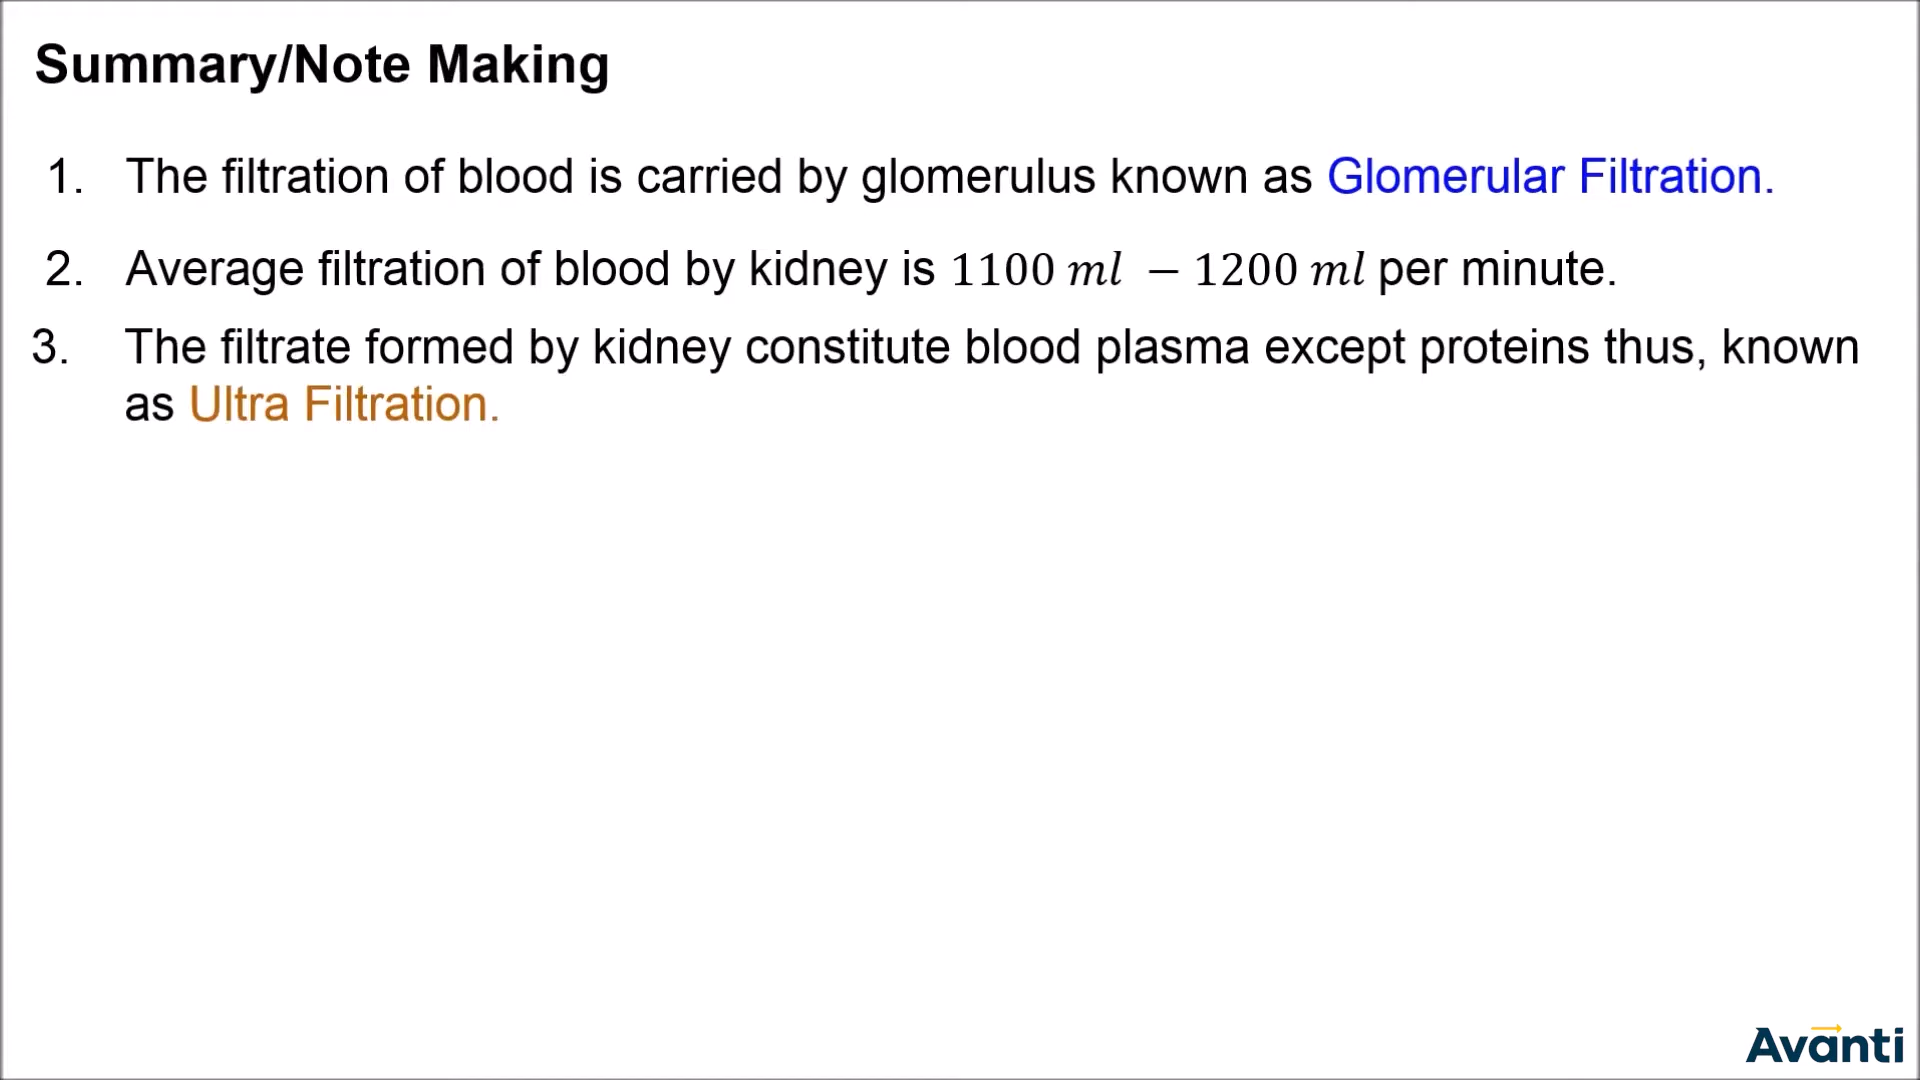 Summary/Note Making
1. The filtration of blood is carried by glomerulus known as Glomerular Filtration.
2. Average filtration of blood by kidney is 1100 ml – 1200 ml per minute.
3. The filtrate formed by kidney constitute blood plasma except proteins thus, known
as Ultra Filtration.
Avanti